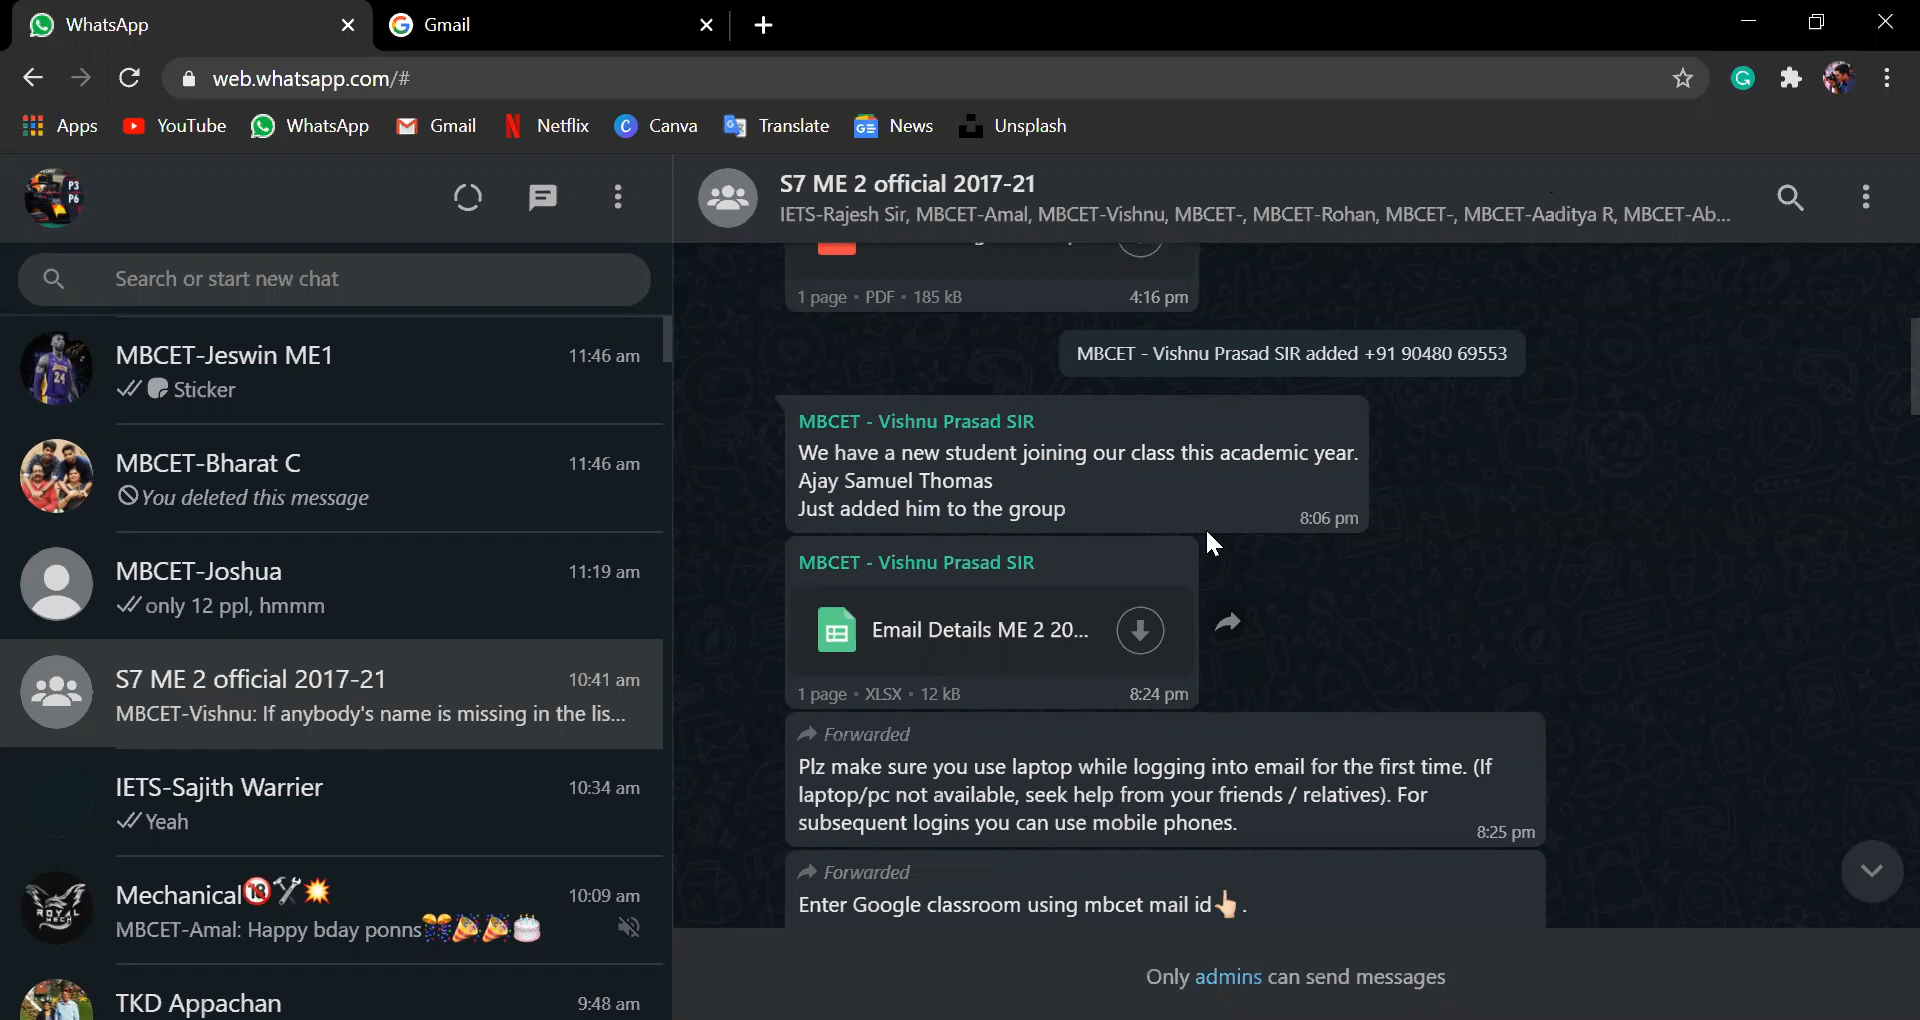 WhatsApp
Gmail
web.whatsapp.com/#
Apps
YouTube
WhatsApp
Gmail
Netflix
Canva
Translate
News
Unsplash
P3
P6
S7 ME 2 official 2017-21
IETS-Rajesh Sir, MBCET-Amal, MBCET-Vishnu, MBCET-, MBCET-Rohan, MBCET-, MBCET-Aaditya R, MBCET-Ab...
Search or start new chat
MBCET-Jeswin ME1
11:46 am
Sticker
MBCET-Bharat C
11:46 am
You deleted this message
MBCET-Joshua
11:19 am
only 12 ppl, hmmm
S7 ME 2 official 2017-21
10:41 am
MBCET-Vishnu: If anybody's name is missing in the lis...
IETS-Sajith Warrier
10:34 am
Yeah
Mechanical🔞🛠💥
10:09 am
MBCET-Amal: Happy bday ponns🎊🎉🎉🎂
TKD Appachan
9:48 am
1 page • PDF • 185 kB
4:16 pm
MBCET - Vishnu Prasad SIR added +91 90480 69553
MBCET - Vishnu Prasad SIR
We have a new student joining our class this academic year.
Ajay Samuel Thomas
Just added him to the group
8:06 pm
MBCET - Vishnu Prasad SIR
Email Details ME 2 20...
1 page • XLSX • 12 kB
8:24 pm
Forwarded
Plz make sure you use laptop while logging into email for the first time. (If
laptop/pc not available, seek help from your friends / relatives). For
subsequent logins you can use mobile phones.
8:25 pm
Forwarded
Enter Google classroom using mbcet mail id👆🏻.
Only admins can send messages